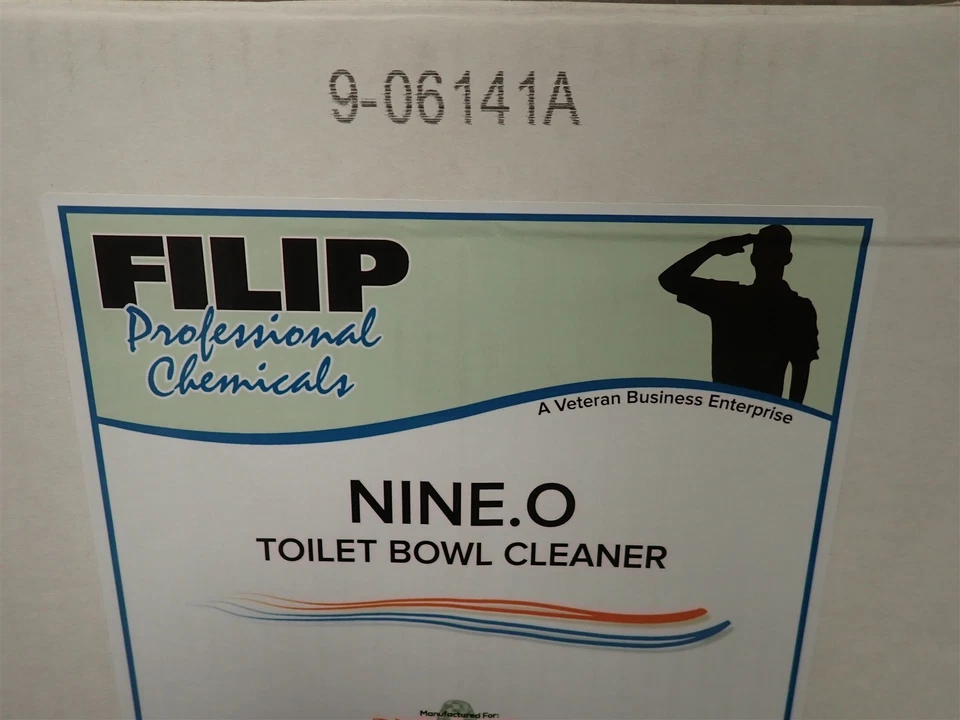 9-06141A
FILIP
Professional
Chemicals
A Veteran Business Enterprise
NINE.O
TOILET BOWL CLEANER
Manufactured For: